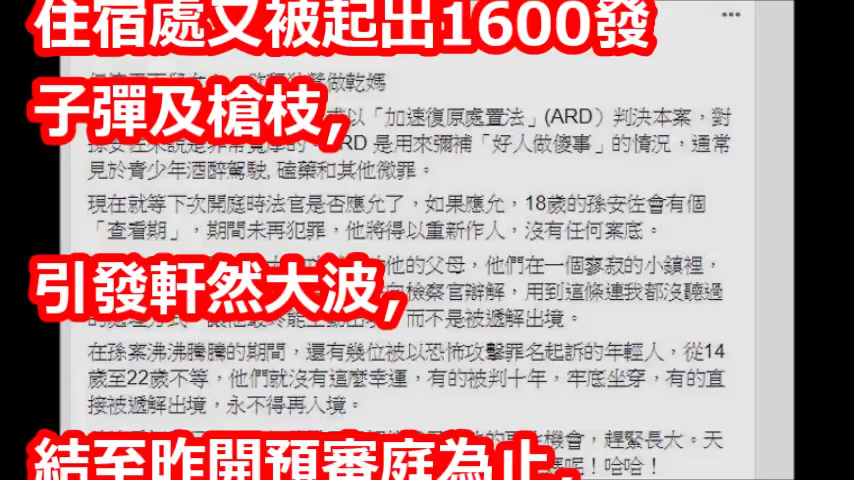 住宿處又被起出1600發
子彈及槍枝,
引發軒然大波,
結至昨開預審庭為止,
做乾媽
以「加速復原處置法」(ARD）判決本案，對
RD 是用來彌補「好人做傻事」的情況，通常
見於青少年酒醉駕駛, 磕藥和其他微罪。
現在就等下次開庭時法官是否應允了，如果應允，18歲的孫安佐會有個
「查看期」，期間未再犯罪，他將得以重新作人，沒有任何案底。
他的父母，他們在一個寥寂的小鎮裡，
檢察官辯解，用到這條連我都沒聽過
而不是被遞解出境。
在孫案沸沸騰騰的期間，還有幾位被以恐怖攻擊罪名起訴的年輕人，從14
歲至22歲不等，他們就沒有這麼幸運，有的被判十年，牢底坐穿，有的直
接被遞解出境，永不得再入境。
機會，趕緊長大。天
呢！哈哈！